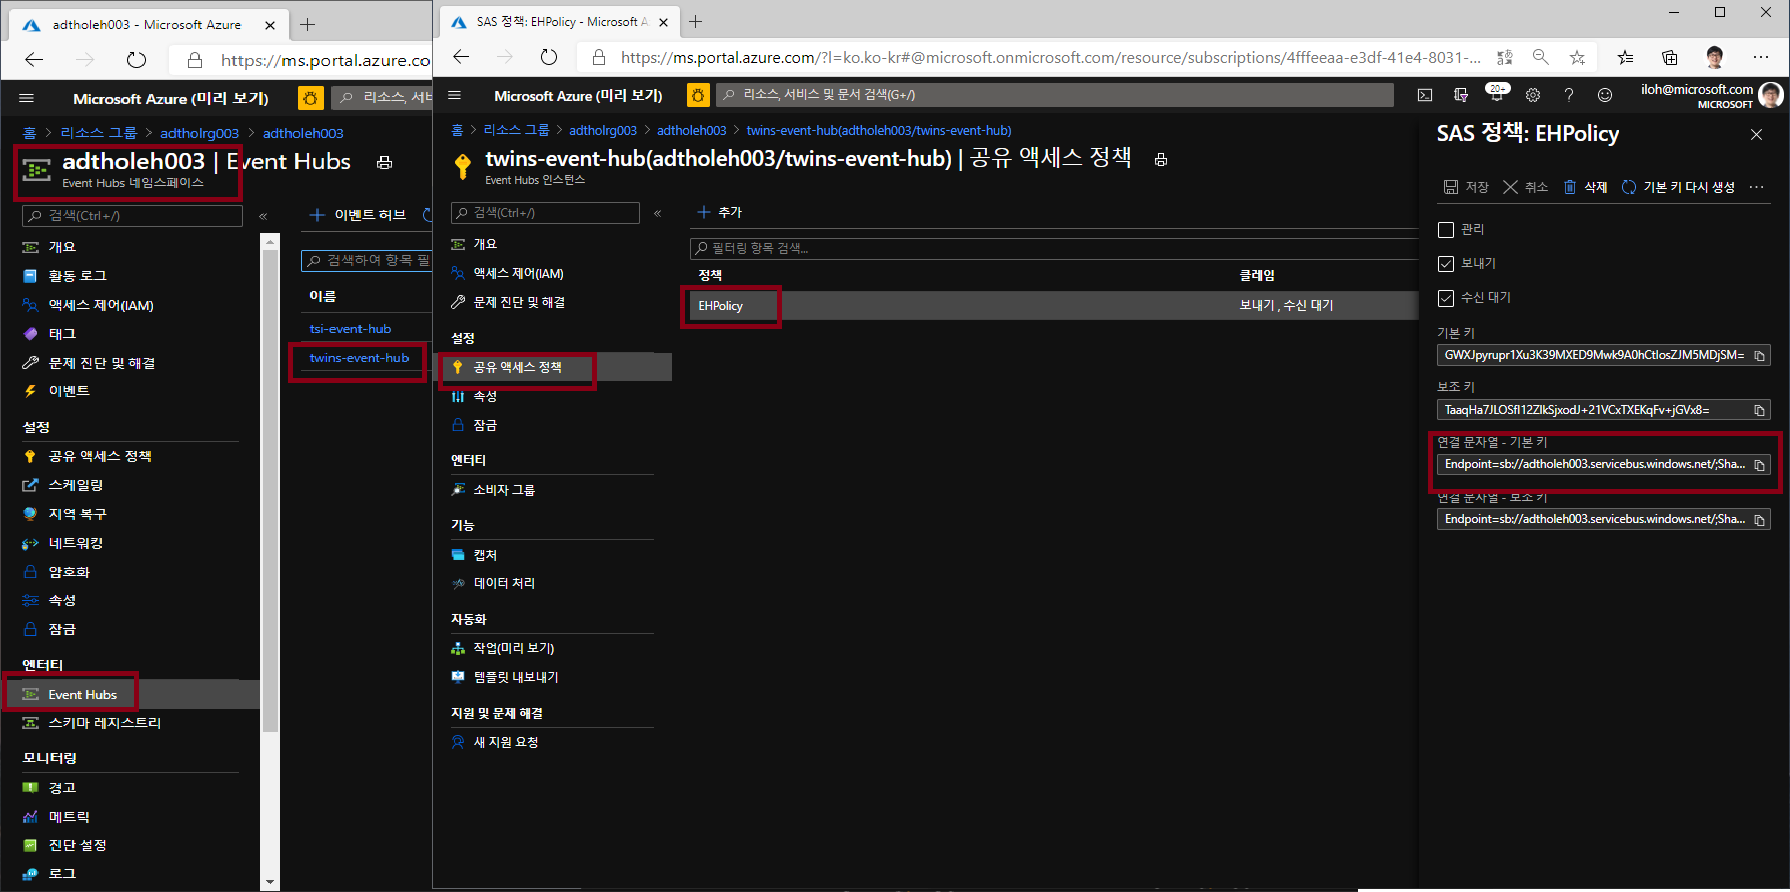 adtholeh003 - Microsoft Azure
https://ms.portal.azure.co
Microsoft Azure (미리 보기)
리소스, 서비
홈 > 리소스 그룹 > adtholrg003 > adtholeh003
adtholeh003 | Event Hubs
Event Hubs 네임스페이스
검색(Ctrl+/)
개요
활동 로그
액세스 제어(IAM)
태그
문제 진단 및 해결
이벤트
설정
공유 액세스 정책
스케일링
지역 복구
네트워킹
암호화
속성
잠금
엔터티
Event Hubs
스키마 레지스트리
모니터링
경고
메트릭
진단 설정
로그
이벤트 허브
검색하여 항목 필
이름
tsi-event-hub
twins-event-hub
SAS 정책: EHPolicy - Microsoft A
https://ms.portal.azure.com/?l=ko.ko-kr#@microsoft.onmicrosoft.com/resource/subscriptions/4fffeeaa-e3df-41e4-8031-...
Microsoft Azure (미리 보기)
리소스, 서비스 및 문서 검색(G+/)
20+
iloh@microsoft.com
MICROSOFT
홈 > 리소스 그룹 > adtholrg003 > adtholeh003 > twins-event-hub(adtholeh003/twins-event-hub)
twins-event-hub(adtholeh003/twins-event-hub) | 공유 액세스 정책
Event Hubs 인스턴스
검색(Ctrl+/)
개요
액세스 제어(IAM)
문제 진단 및 해결
설정
공유 액세스 정책
속성
잠금
엔터티
소비자 그룹
기능
캡처
데이터 처리
자동화
작업(미리 보기)
템플릿 내보내기
지원 및 문제 해결
새 지원 요청
추가
필터링 항목 검색...
정책 클레임
EHPolicy 보내기 , 수신 대기
SAS 정책: EHPolicy
저장 취소 삭제 기본 키 다시 생성 ...
관리
보내기
수신 대기
기본 키
GWXJpyrupr1Xu3K39MXED9Mwk9A0hCtIosZJM5MDjSM=
보조 키
TaaqHa7JLOSfI12ZIkSjxodJ+21VCxTXEKqFv+jGVx8=
연결 문자열 - 기본 키
Endpoint=sb://adtholeh003.servicebus.windows.net/;Sha...
연결 문자열 - 보조 키
Endpoint=sb://adtholeh003.servicebus.windows.net/;Sha...